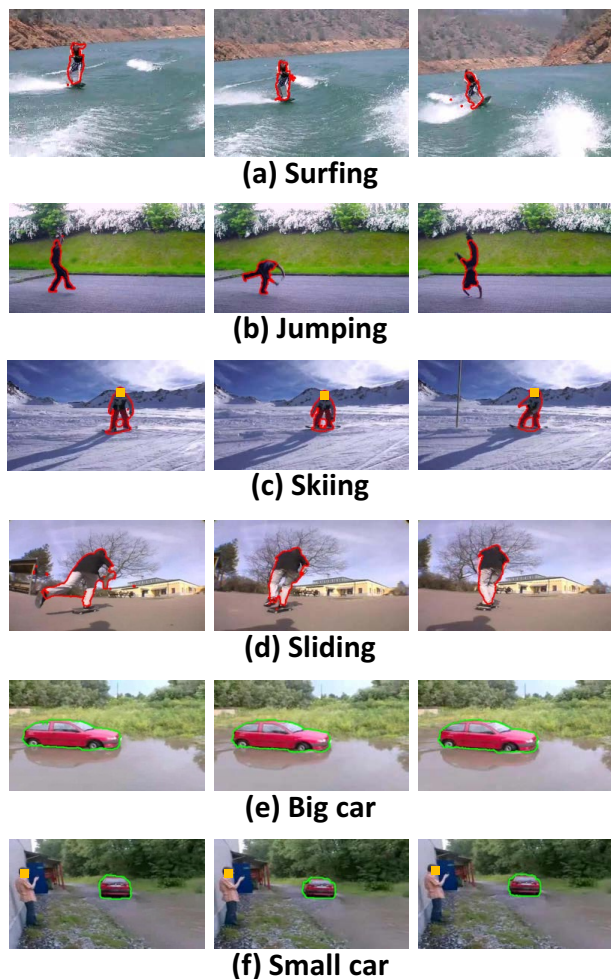 (a) Surfing
(b) Jumping
(c) Skiing
(d) Sliding
(e) Big car
(f) Small car